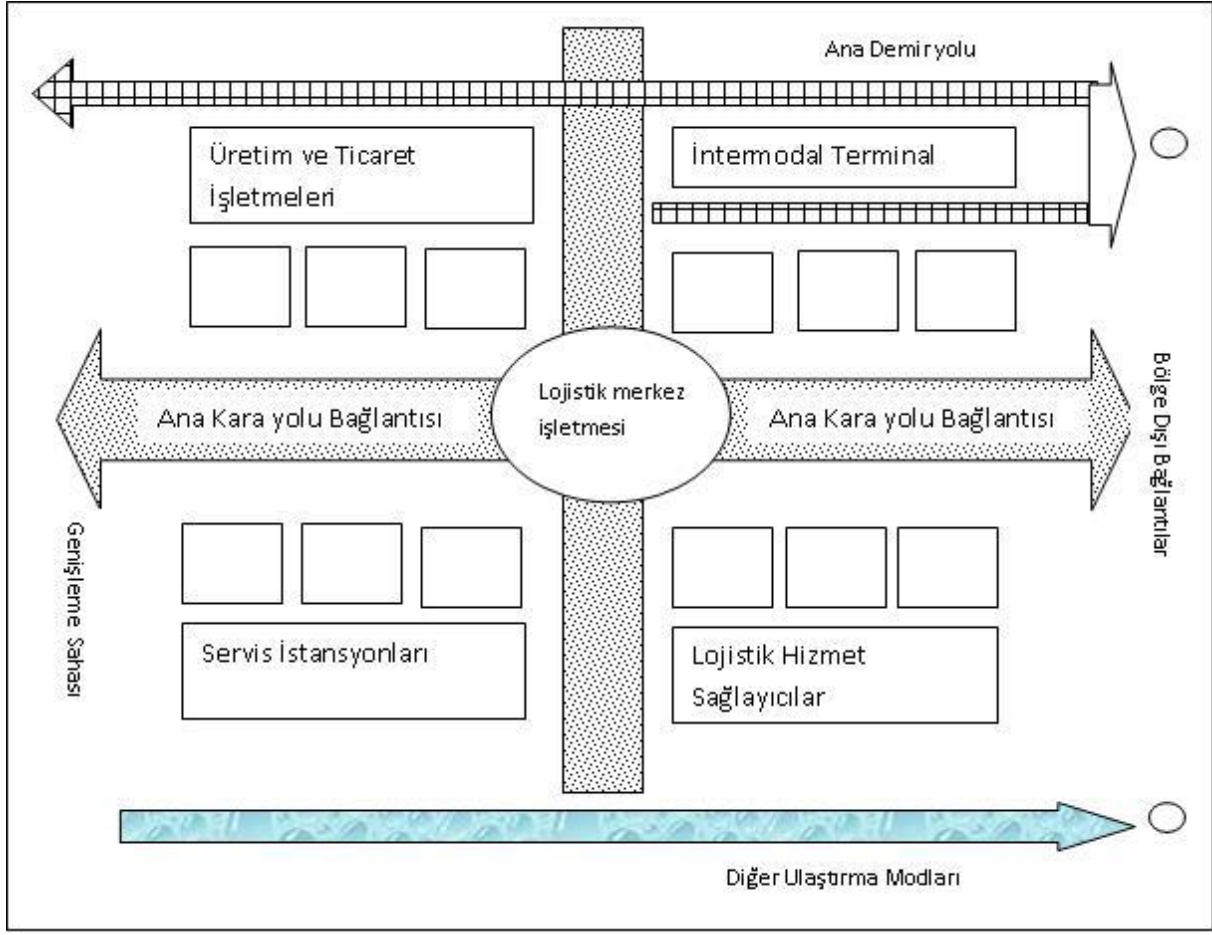 Ana Demiryolu
Üretim ve Ticaret
İşletmeleri
İntermodal Terminal
Ana Kara yolu Bağlantısı
Lojistik merkez
işletmesi
Ana Kara yolu Bağlantısı
Bölge Dışı Bağlantılar
Genişleme Sahası
Servis İstansyonları
Lojistik Hizmet
Sağlayıcılar
Diğer Ulaştırma Modları